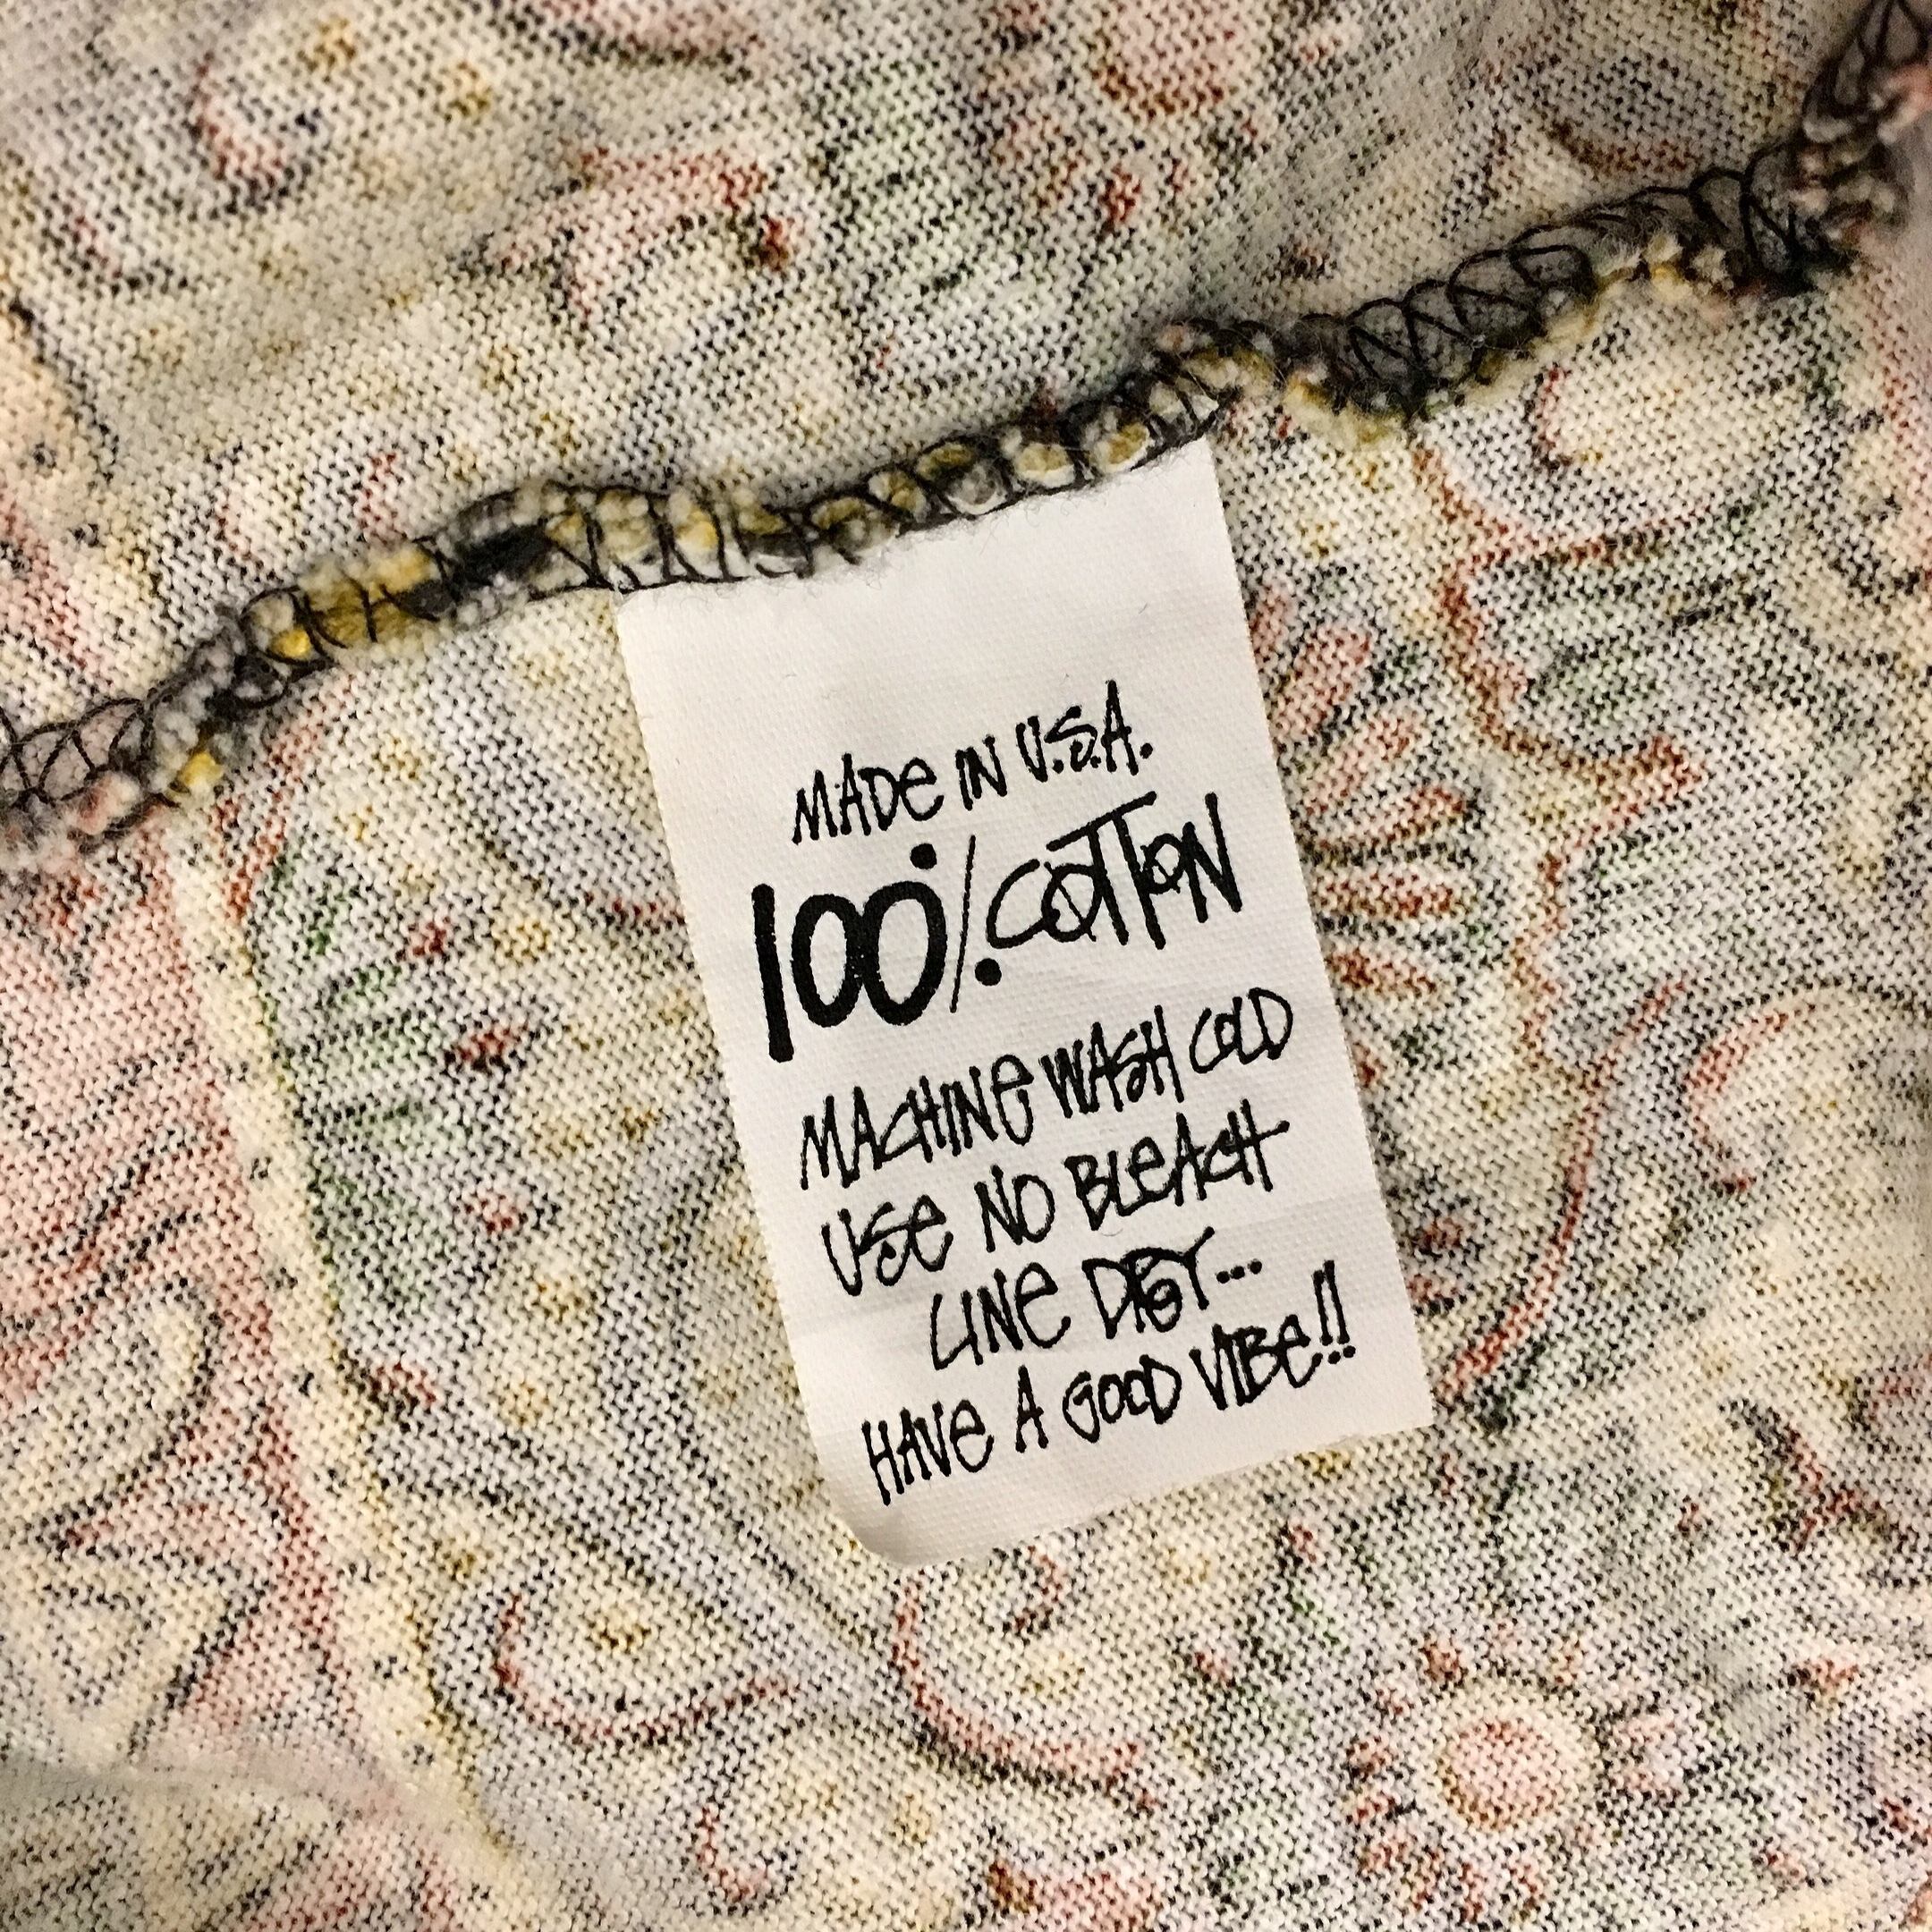 MADe IN U.S.A.
100% COTTON
MACHINe WASH COLD
USe NO BLeACH
LINe DRY...
HAVe A GOOD VIBe!!